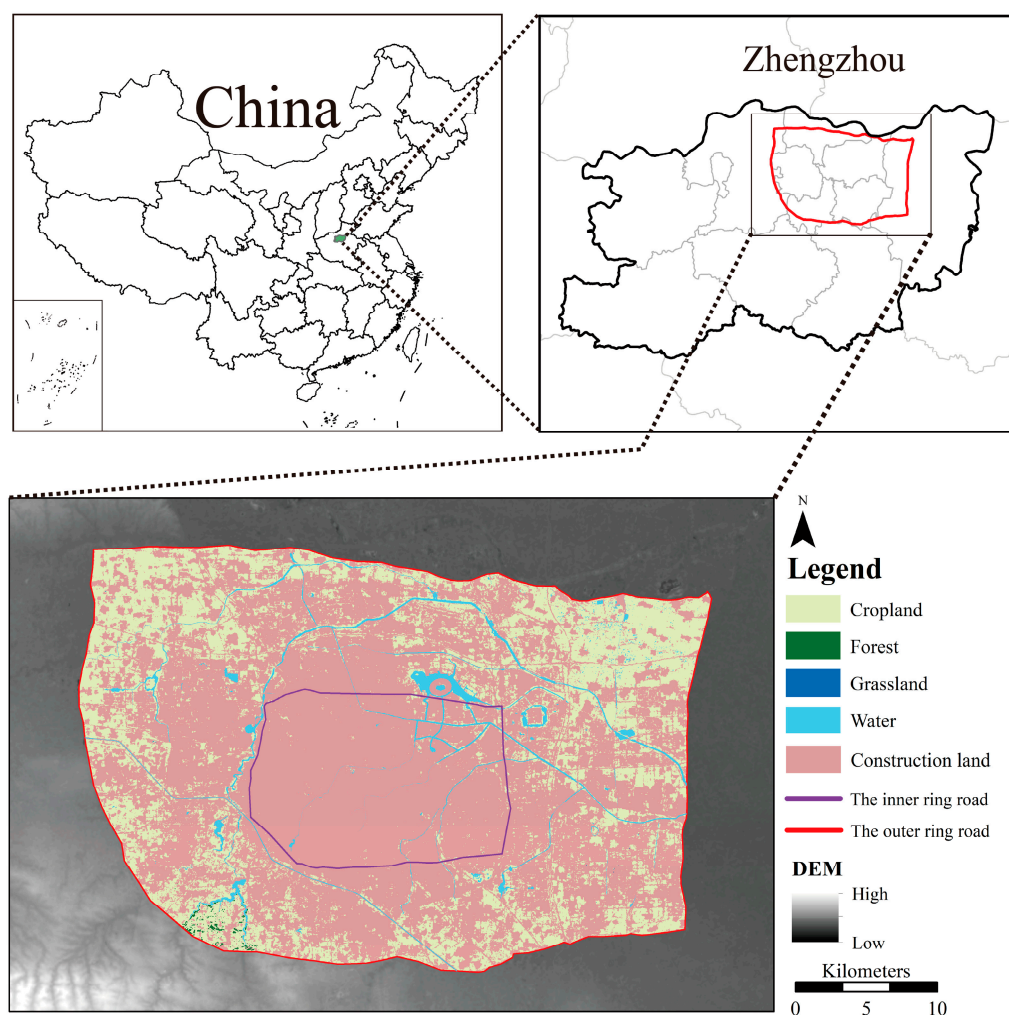 China
Zhengzhou
N
Legend
Cropland
Forest
Grassland
Water
Construction land
The inner ring road
The outer ring road
DEM
High
Low
Kilometers
0 5 10